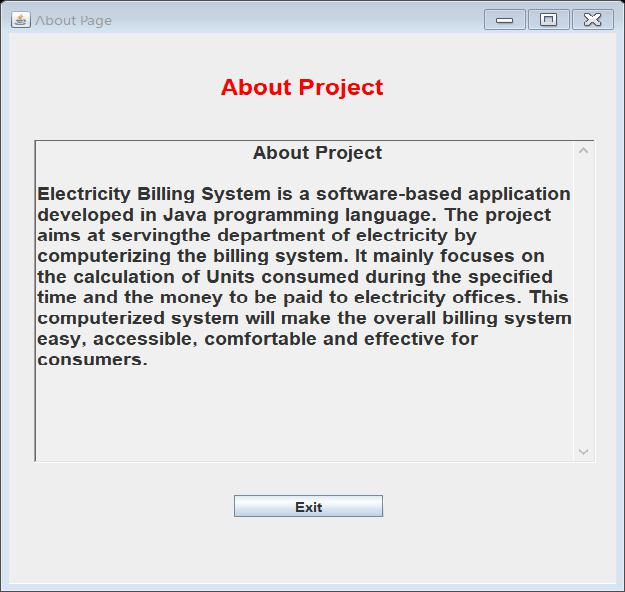 About Page
About Project
About Project
Electricity Billing System is a software-based application
developed in Java programming language. The project
aims at servingthe department of electricity by
computerizing the billing system. It mainly focuses on
the calculation of Units consumed during the specified
time and the money to be paid to electricity offices. This
computerized system will make the overall billing system
easy, accessible, comfortable and effective for
consumers.
Exit